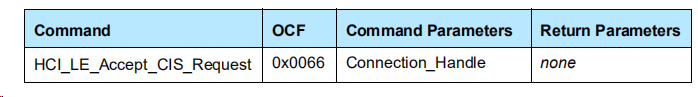 Command OCF Command Parameters Return Parameters
HCI_LE_Accept_CIS_Request 0x0066 Connection_Handle none